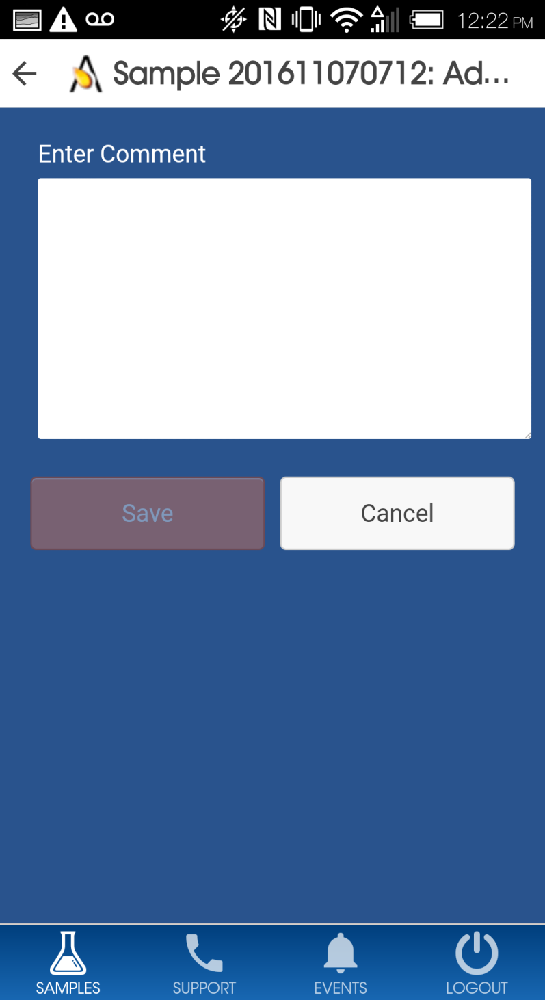 12:22 PM
Sample 201611070712: Ad...
Enter Comment
Save
Cancel
SAMPLES
SUPPORT
EVENTS
LOGOUT